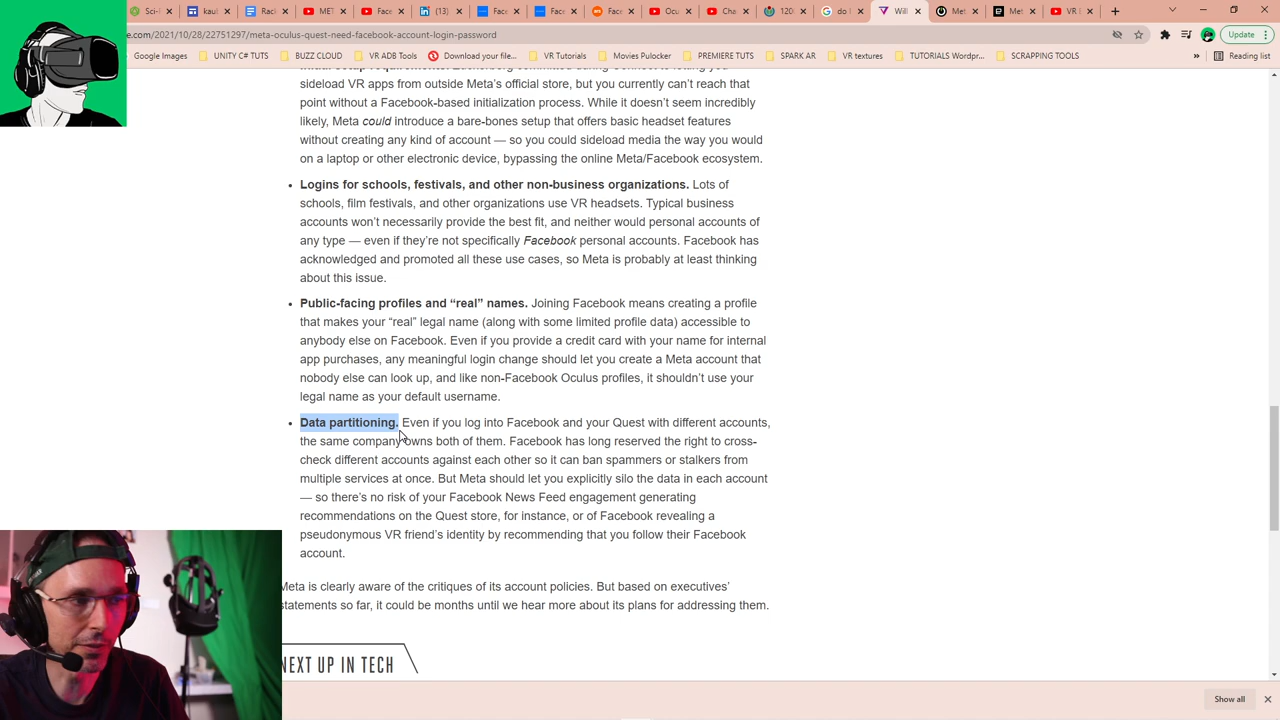 Sci-F
kaul
Rack
MET
Face
(13)
Face
Face
Face
Ocu
Cha
120
do l
Will
Met
Met
VR [
e.com/2021/10/28/22751297/meta-oculus-quest-need-facebook-account-login-password
Update
Google Images
UNITY C# TUTS
BUZZ CLOUD
VR ADB Tools
Download your file...
VR Tutorials
Movies Pulocker
PREMIERE TUTS
SPARK AR
VR textures
TUTORIALS Wordpr...
SCRAPPING TOOLS
»
Reading list
sideload VR apps from outside Meta’s official store, but you currently can’t reach that
point without a Facebook-based initialization process. While it doesn’t seem incredibly
likely, Meta could introduce a bare-bones setup that offers basic headset features
without creating any kind of account — so you could sideload media the way you would
on a laptop or other electronic device, bypassing the online Meta/Facebook ecosystem.
• Logins for schools, festivals, and other non-business organizations. Lots of
schools, film festivals, and other organizations use VR headsets. Typical business
accounts won’t necessarily provide the best fit, and neither would personal accounts of
any type — even if they’re not specifically Facebook personal accounts. Facebook has
acknowledged and promoted all these use cases, so Meta is probably at least thinking
about this issue.
• Public-facing profiles and “real” names. Joining Facebook means creating a profile
that makes your “real” legal name (along with some limited profile data) accessible to
anybody else on Facebook. Even if you provide a credit card with your name for internal
app purchases, any meaningful login change should let you create a Meta account that
nobody else can look up, and like non-Facebook Oculus profiles, it shouldn’t use your
legal name as your default username.
• Data partitioning. Even if you log into Facebook and your Quest with different accounts,
the same company owns both of them. Facebook has long reserved the right to cross-
check different accounts against each other so it can ban spammers or stalkers from
multiple services at once. But Meta should let you explicitly silo the data in each account
— so there’s no risk of your Facebook News Feed engagement generating
recommendations on the Quest store, for instance, or of Facebook revealing a
pseudonymous VR friend’s identity by recommending that you follow their Facebook
account.
Meta is clearly aware of the critiques of its account policies. But based on executives’
statements so far, it could be months until we hear more about its plans for addressing them.
NEXT UP IN TECH
Show all